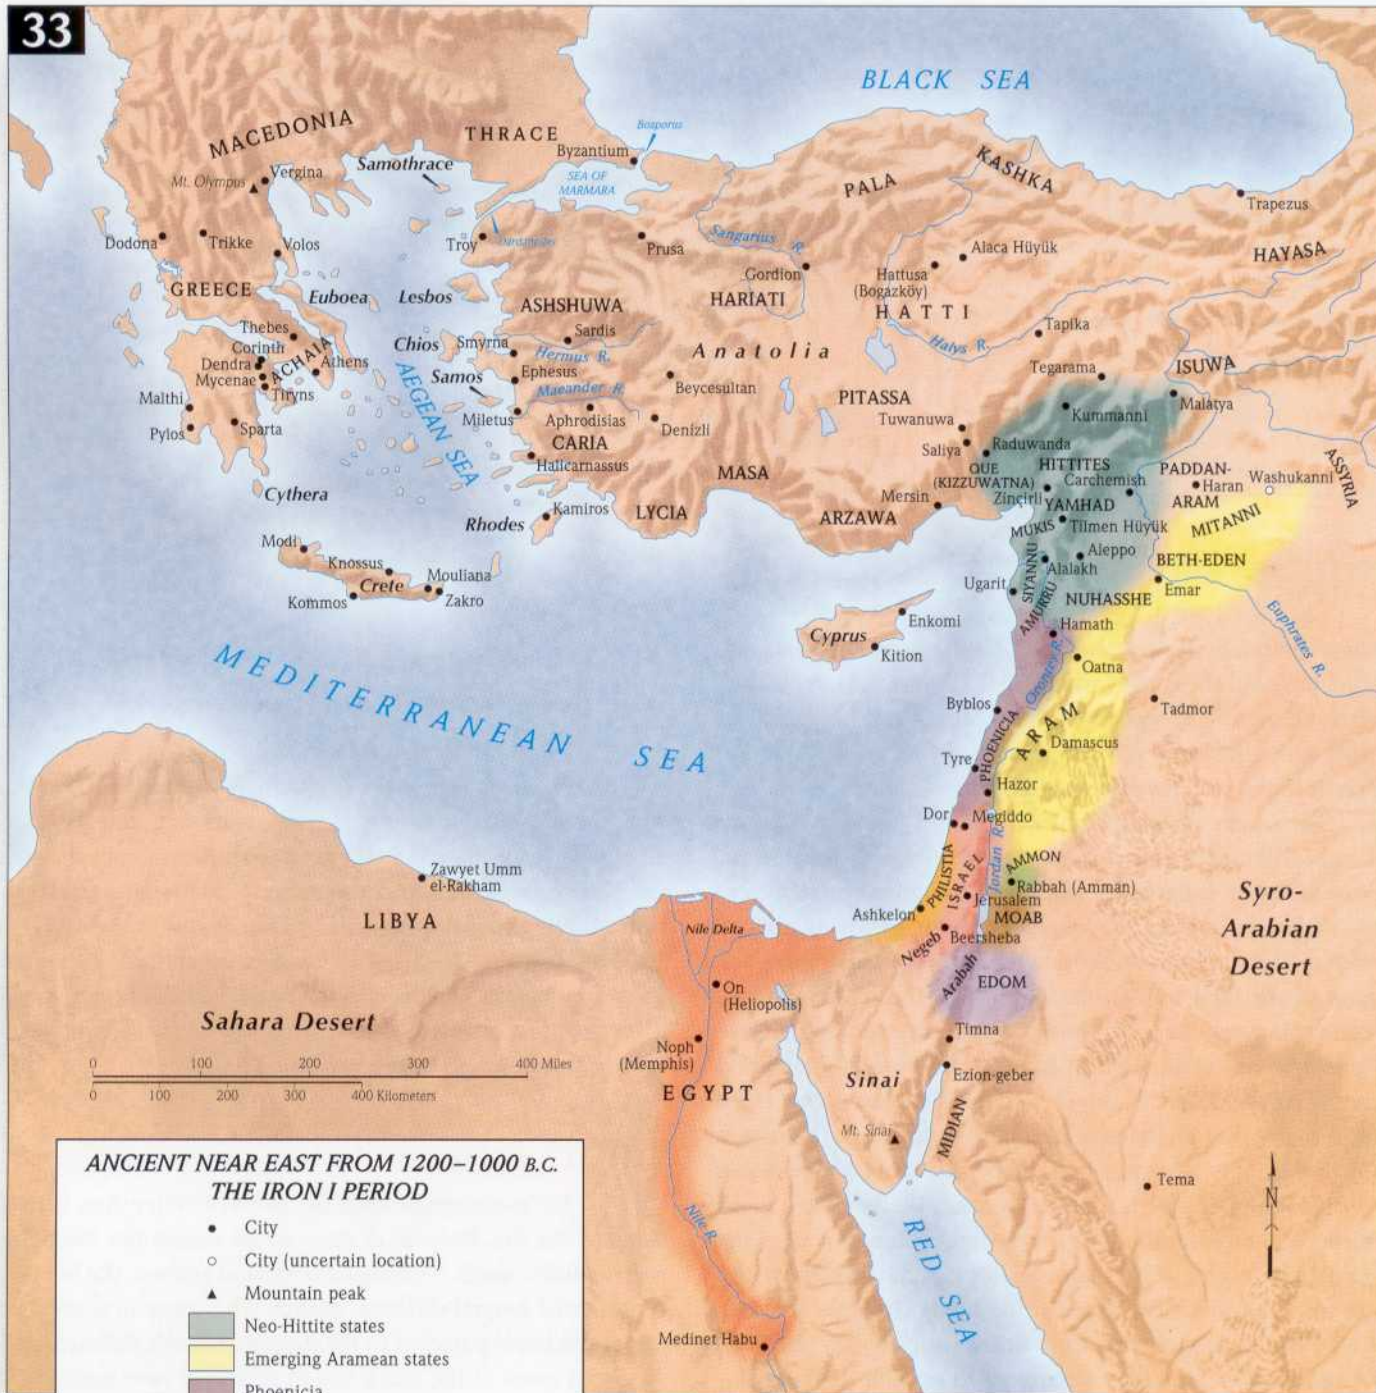 33
BLACK SEA
MACEDONIA
THRACE
Bosporus
Byzantium
KASHKA
Samothrace
SEA OF
MARMARA
PALA
Mt. Olympus
Vergina
Trapezus
Dodona
Trikke
Volos
Troy
Dardanelles
Prusa
Sangarius R.
Alaca Hüyük
HAYASA
Gordion
Hattusa
(Bogazköy)
GREECE
Euboea
Lesbos
ASHSHUWA
HARIATI
HATTI
Thebes
Sardis
Tapika
Corinth
ACHAIA
Chios
Smyrna
Hermus R.
Anatolia
Halys R.
Dendra
Athens
Mycenae
Tiryns
AEGEAN SEA
Samos
Ephesus
Maeander R.
Beycesultan
Tegarama
ISUWA
Malthi
PITASSA
Kummanni
Malatya
Pylos
Sparta
Miletus
Aphrodisias
Denizli
Tuwanuwa
CARIA
Saliya
Raduwanda
Halicarnassus
QUE
(KIZZUWATNA)
HITTITES
PADDAN-
ARAM
ASSYRIA
MASA
Carchemish
Haran
Washukanni
Cythera
Mersin
Zinçirli
YAMHAD
Rhodes
Kamiros
LYCIA
ARZAWA
MUKIS
Tilmen Hüyük
MITANNI
Modi
Knossus
Aleppo
BETH-EDEN
Crete
Mouliana
Ugarit
SIYANNU
Alalakh
Kommos
Zakro
AMURRU
NUHASSHE
Emar
Enkomi
Hamath
Euphrates R.
Cyprus
Kition
Qatna
Orontes R.
MEDITERRANEAN SEA
Byblos
PHOENICIA
Tadmor
ARAM
Damascus
Tyre
Hazor
Dor
Megiddo
Jordan R.
Zawyet Umm
el-Rakham
PHILISTIA
ISRAEL
AMMON
Rabbah (Amman)
Syro-
Arabian
Desert
LIBYA
Nile Delta
Ashkelon
Jerusalem
MOAB
Negeb
Beersheba
Arabah
EDOM
On
(Heliopolis)
Sahara Desert
Timna
0 100 200 300 400 Miles
0 100 200 300 400 Kilometers
Noph
(Memphis)
EGYPT
Sinai
Ezion-geber
Mt. Sinai
MIDIAN
Tema
N
Nile R.
RED SEA
Medinet Habu
ANCIENT NEAR EAST FROM 1200–1000 B.C.
THE IRON I PERIOD
City
City (uncertain location)
Mountain peak
Neo-Hittite states
Emerging Aramean states
Phoenicia